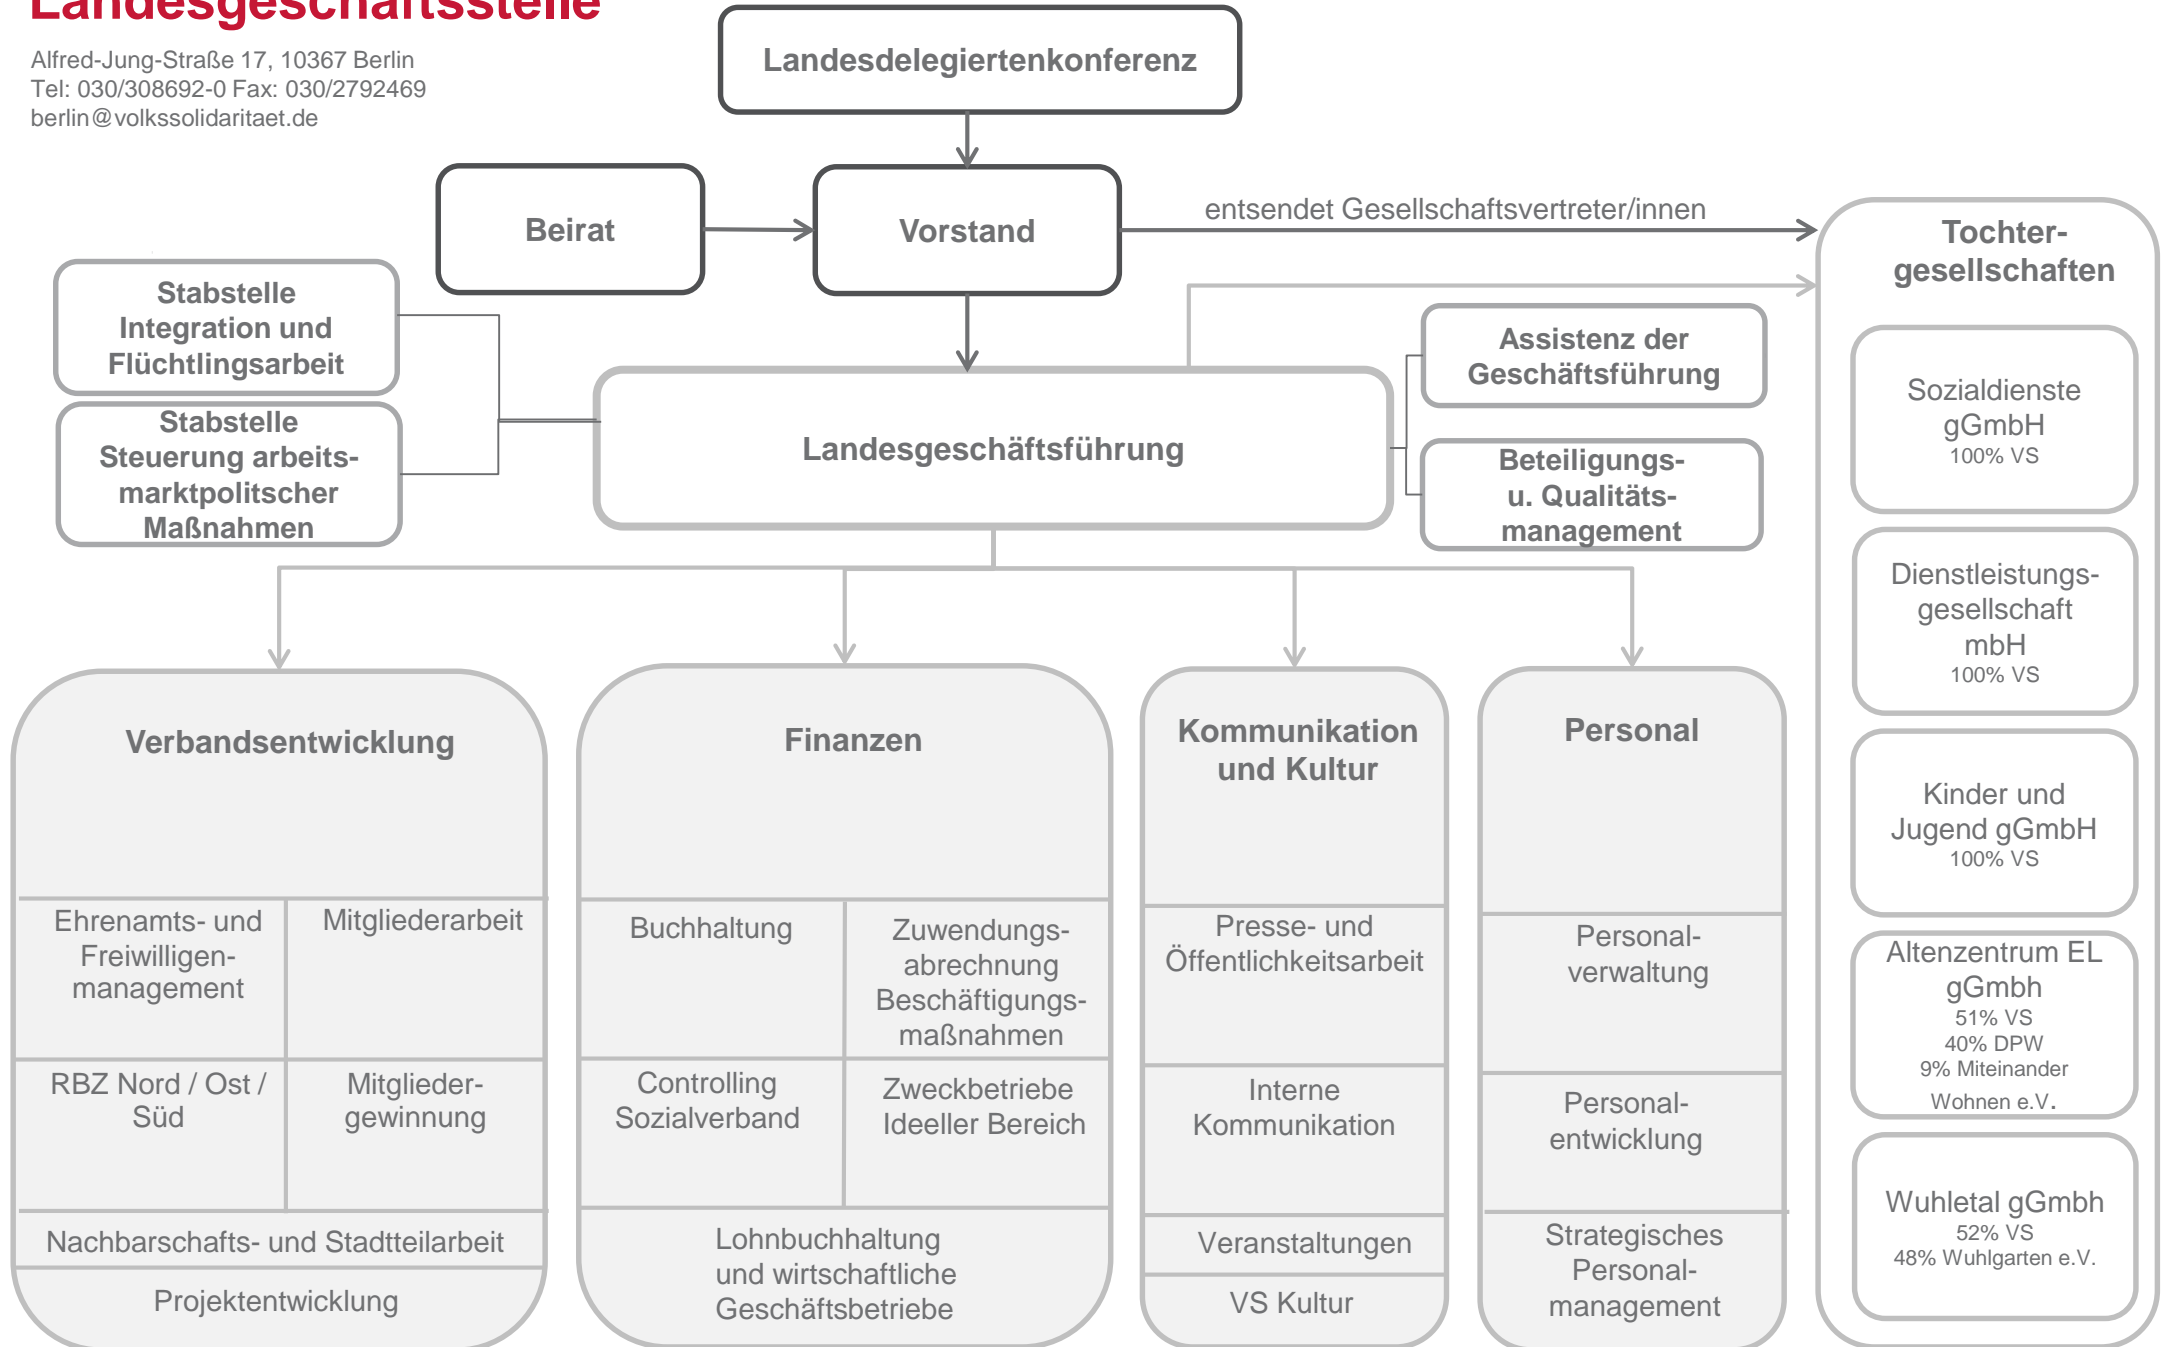 Landesgeschäftsstelle
Alfred-Jung-Straße 17, 10367 Berlin
Tel: 030/308692-0 Fax: 030/2792469
berlin@volkssolidaritaet.de
Landesdelegiertenkonferenz
Beirat
Vorstand
entsendet Gesellschaftsvertreter/innen
Stabstelle
Integration und
Flüchtlingsarbeit
Stabstelle
Steuerung arbeits-
marktpolitscher
Maßnahmen
Landesgeschäftsführung
Assistenz der
Geschäftsführung
Beteiligungs-
u. Qualitäts-
management
Tochter-
gesellschaften
Sozialdienste
gGmbH
100% VS
Dienstleistungs-
gesellschaft
mbH
100% VS
Kinder und
Jugend gGmbH
100% VS
Altenzentrum EL
gGmbh
51% VS
40% DPW
9% Miteinander
Wohnen e.V.
Wuhletal gGmbh
52% VS
48% Wuhlgarten e.V.
Verbandsentwicklung
Ehrenamts- und
Freiwilligen-
management
Mitgliederarbeit
RBZ Nord / Ost /
Süd
Mitglieder-
gewinnung
Nachbarschafts- und Stadtteilarbeit
Projektentwicklung
Finanzen
Buchhaltung
Zuwendungs-
abrechnung
Beschäftigungs-
maßnahmen
Controlling
Sozialverband
Zweckbetriebe
Ideeller Bereich
Lohnbuchhaltung
und wirtschaftliche
Geschäftsbetriebe
Kommunikation
und Kultur
Presse- und
Öffentlichkeitsarbeit
Interne
Kommunikation
Veranstaltungen
VS Kultur
Personal
Personal-
verwaltung
Personal-
entwicklung
Strategisches
Personal-
management